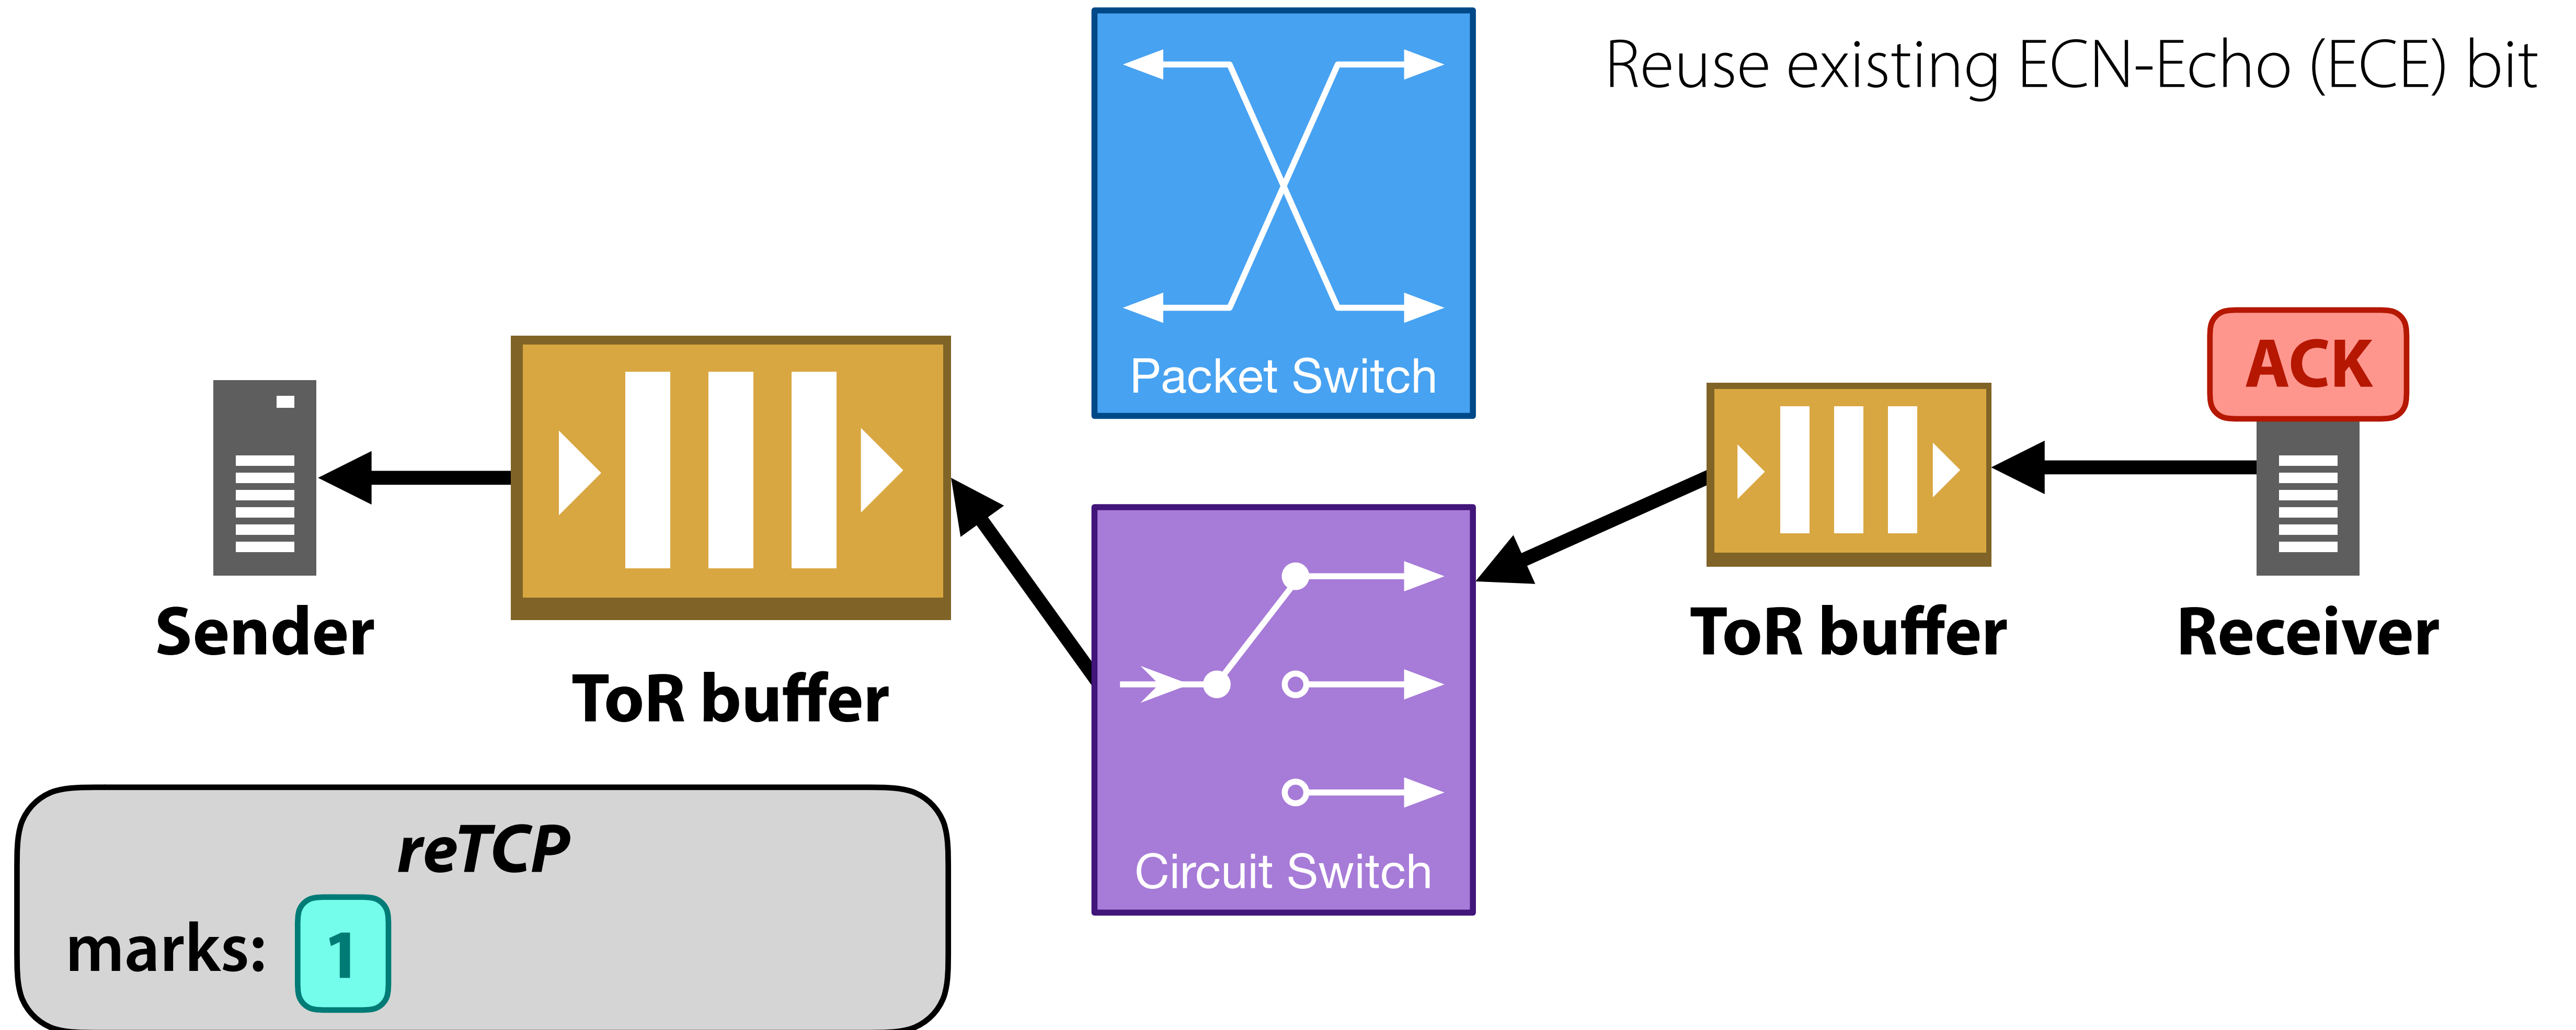 Reuse existing ECN-Echo (ECE) bit
Packet Switch
ACK
Sender
ToR buffer
ToR buffer
Receiver
Circuit Switch
reTCP
marks: 1